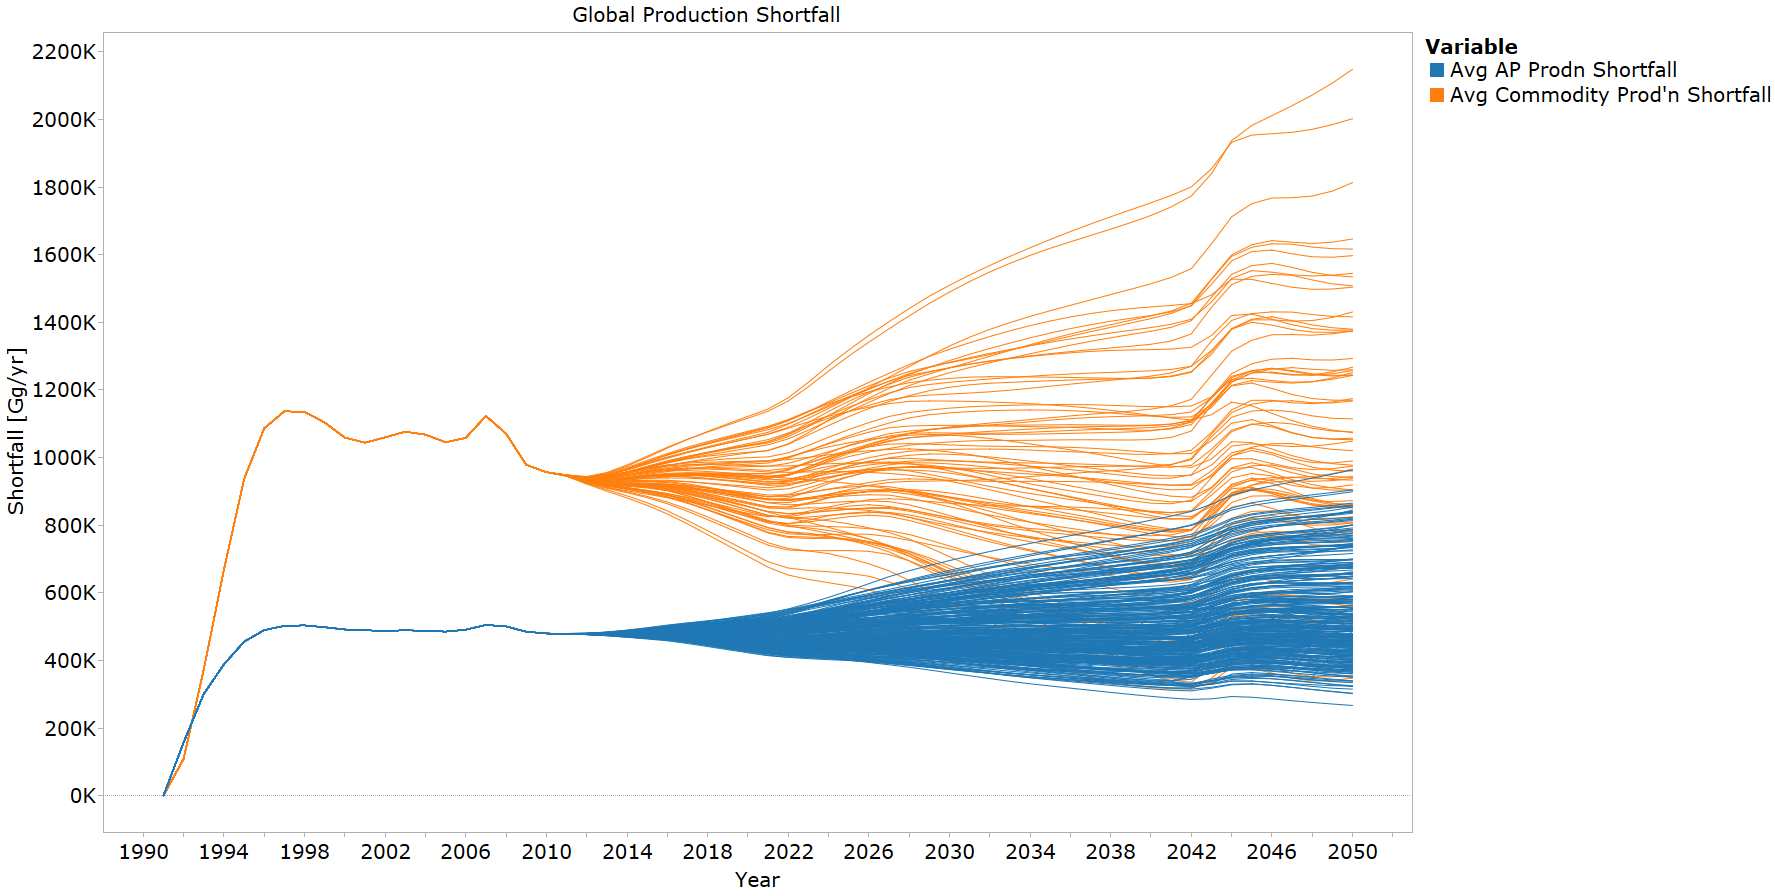 Global Production Shortfall
Variable
Avg AP Prodn Shortfall
Avg Commodity Prod'n Shortfall
Shortfall [Gg/yr]
2200K
2000K
1800K
1600K
1400K
1200K
1000K
800K
600K
400K
200K
0K
1990 1994 1998 2002 2006 2010 2014 2018 2022 2026 2030 2034 2038 2042 2046 2050
Year